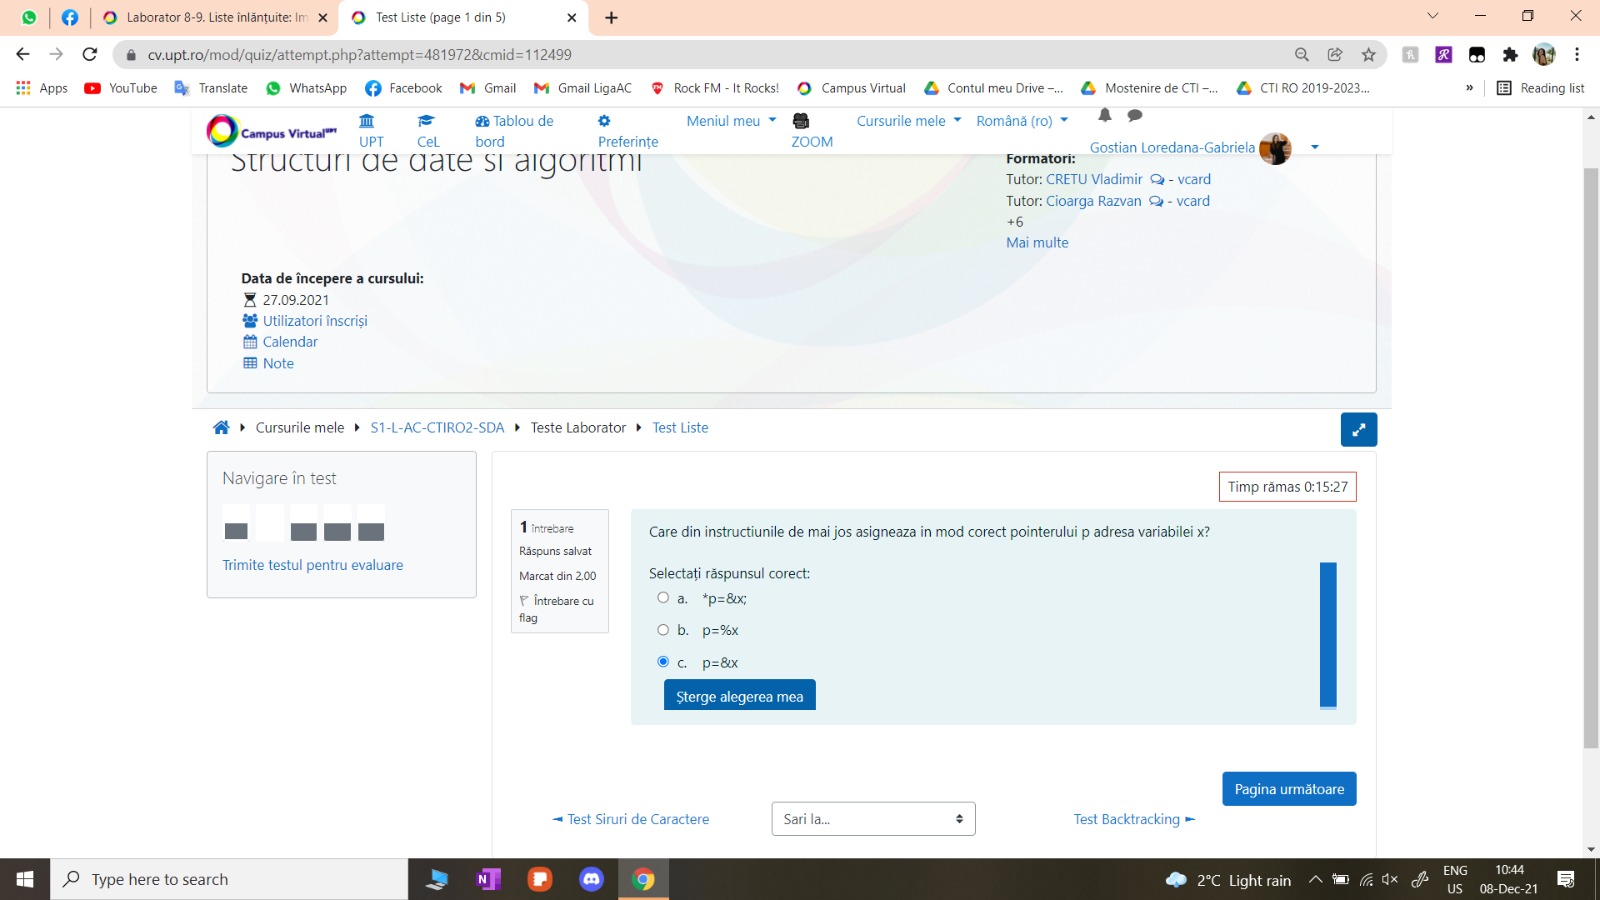 Laborator 8-9. Liste înlănțuite: Im
Test Liste (page 1 din 5)
cv.upt.ro/mod/quiz/attempt.php?attempt=481972&cmid=112499
Apps YouTube Translate WhatsApp Facebook Gmail Gmail LigaAC Rock FM - It Rocks! Campus Virtual Contul meu Drive –... Mostenire de CTI –... CTI RO 2019-2023... » Reading list
Campus Virtual UPT
UPT
CeL
Tablou de
bord
Preferințe
Meniul meu
ZOOM
Cursurile mele
Română (ro)
Gostian Loredana-Gabriela
Structuri de date si algoritmi
Formatori:
Tutor: CRETU Vladimir - vcard
Tutor: Cioarga Razvan - vcard
+6
Mai multe
Data de începere a cursului:
27.09.2021
Utilizatori înscriși
Calendar
Note
Cursurile mele S1-L-AC-CTIRO2-SDA Teste Laborator Test Liste
Navigare în test
Trimite testul pentru evaluare
Timp rămas 0:15:27
1 întrebare
Răspuns salvat
Marcat din 2,00
Întrebare cu
flag
Care din instructiunile de mai jos asigneaza in mod corect pointerului p adresa variabilei x?
Selectați răspunsul corect:
a. *p=&x;
b. p=%x
c. p=&x
Șterge alegerea mea
Pagina următoare
◄ Test Siruri de Caractere
Sari la...
Test Backtracking ►
Type here to search
2°C Light rain
ENG
US
10:44
08-Dec-21